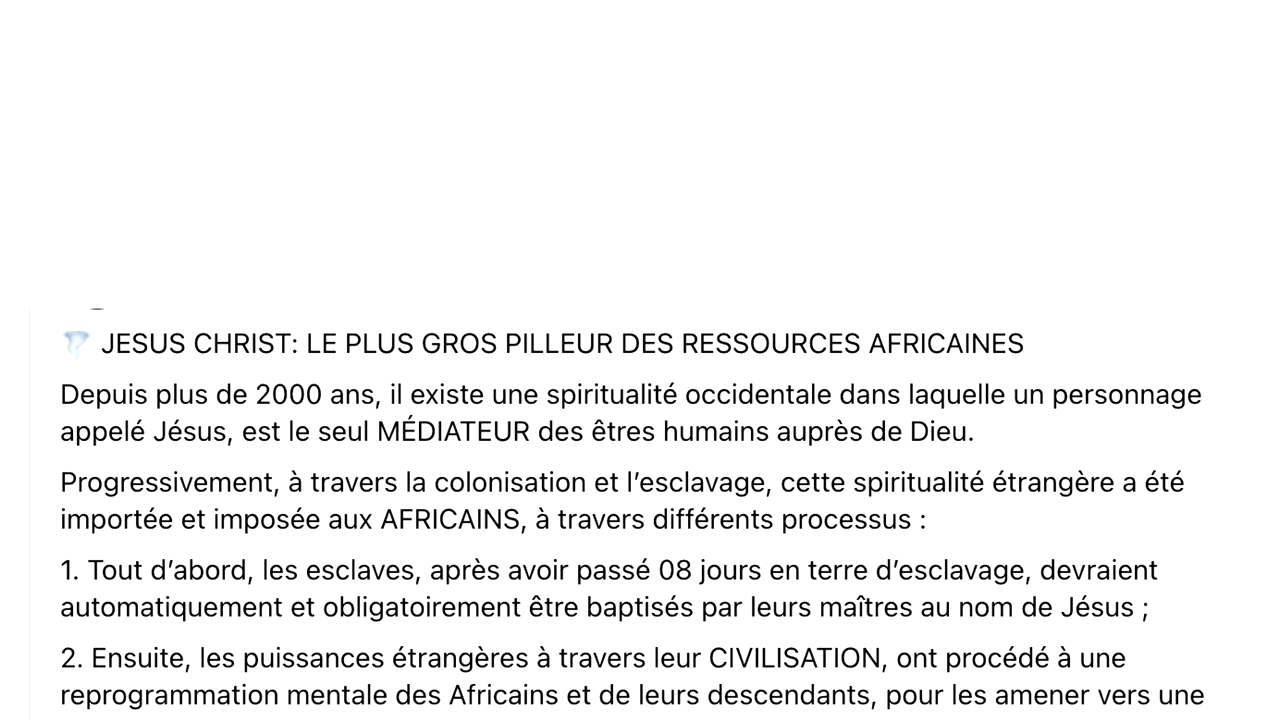 🌪️ JESUS CHRIST: LE PLUS GROS PILLEUR DES RESSOURCES AFRICAINES
Depuis plus de 2000 ans, il existe une spiritualité occidentale dans laquelle un personnage
appelé Jésus, est le seul MÉDIATEUR des êtres humains auprès de Dieu.
Progressivement, à travers la colonisation et l’esclavage, cette spiritualité étrangère a été
importée et imposée aux AFRICAINS, à travers différents processus :
1. Tout d’abord, les esclaves, après avoir passé 08 jours en terre d’esclavage, devraient
automatiquement et obligatoirement être baptisés par leurs maîtres au nom de Jésus ;
2. Ensuite, les puissances étrangères à travers leur CIVILISATION, ont procédé à une
reprogrammation mentale des Africains et de leurs descendants, pour les amener vers une